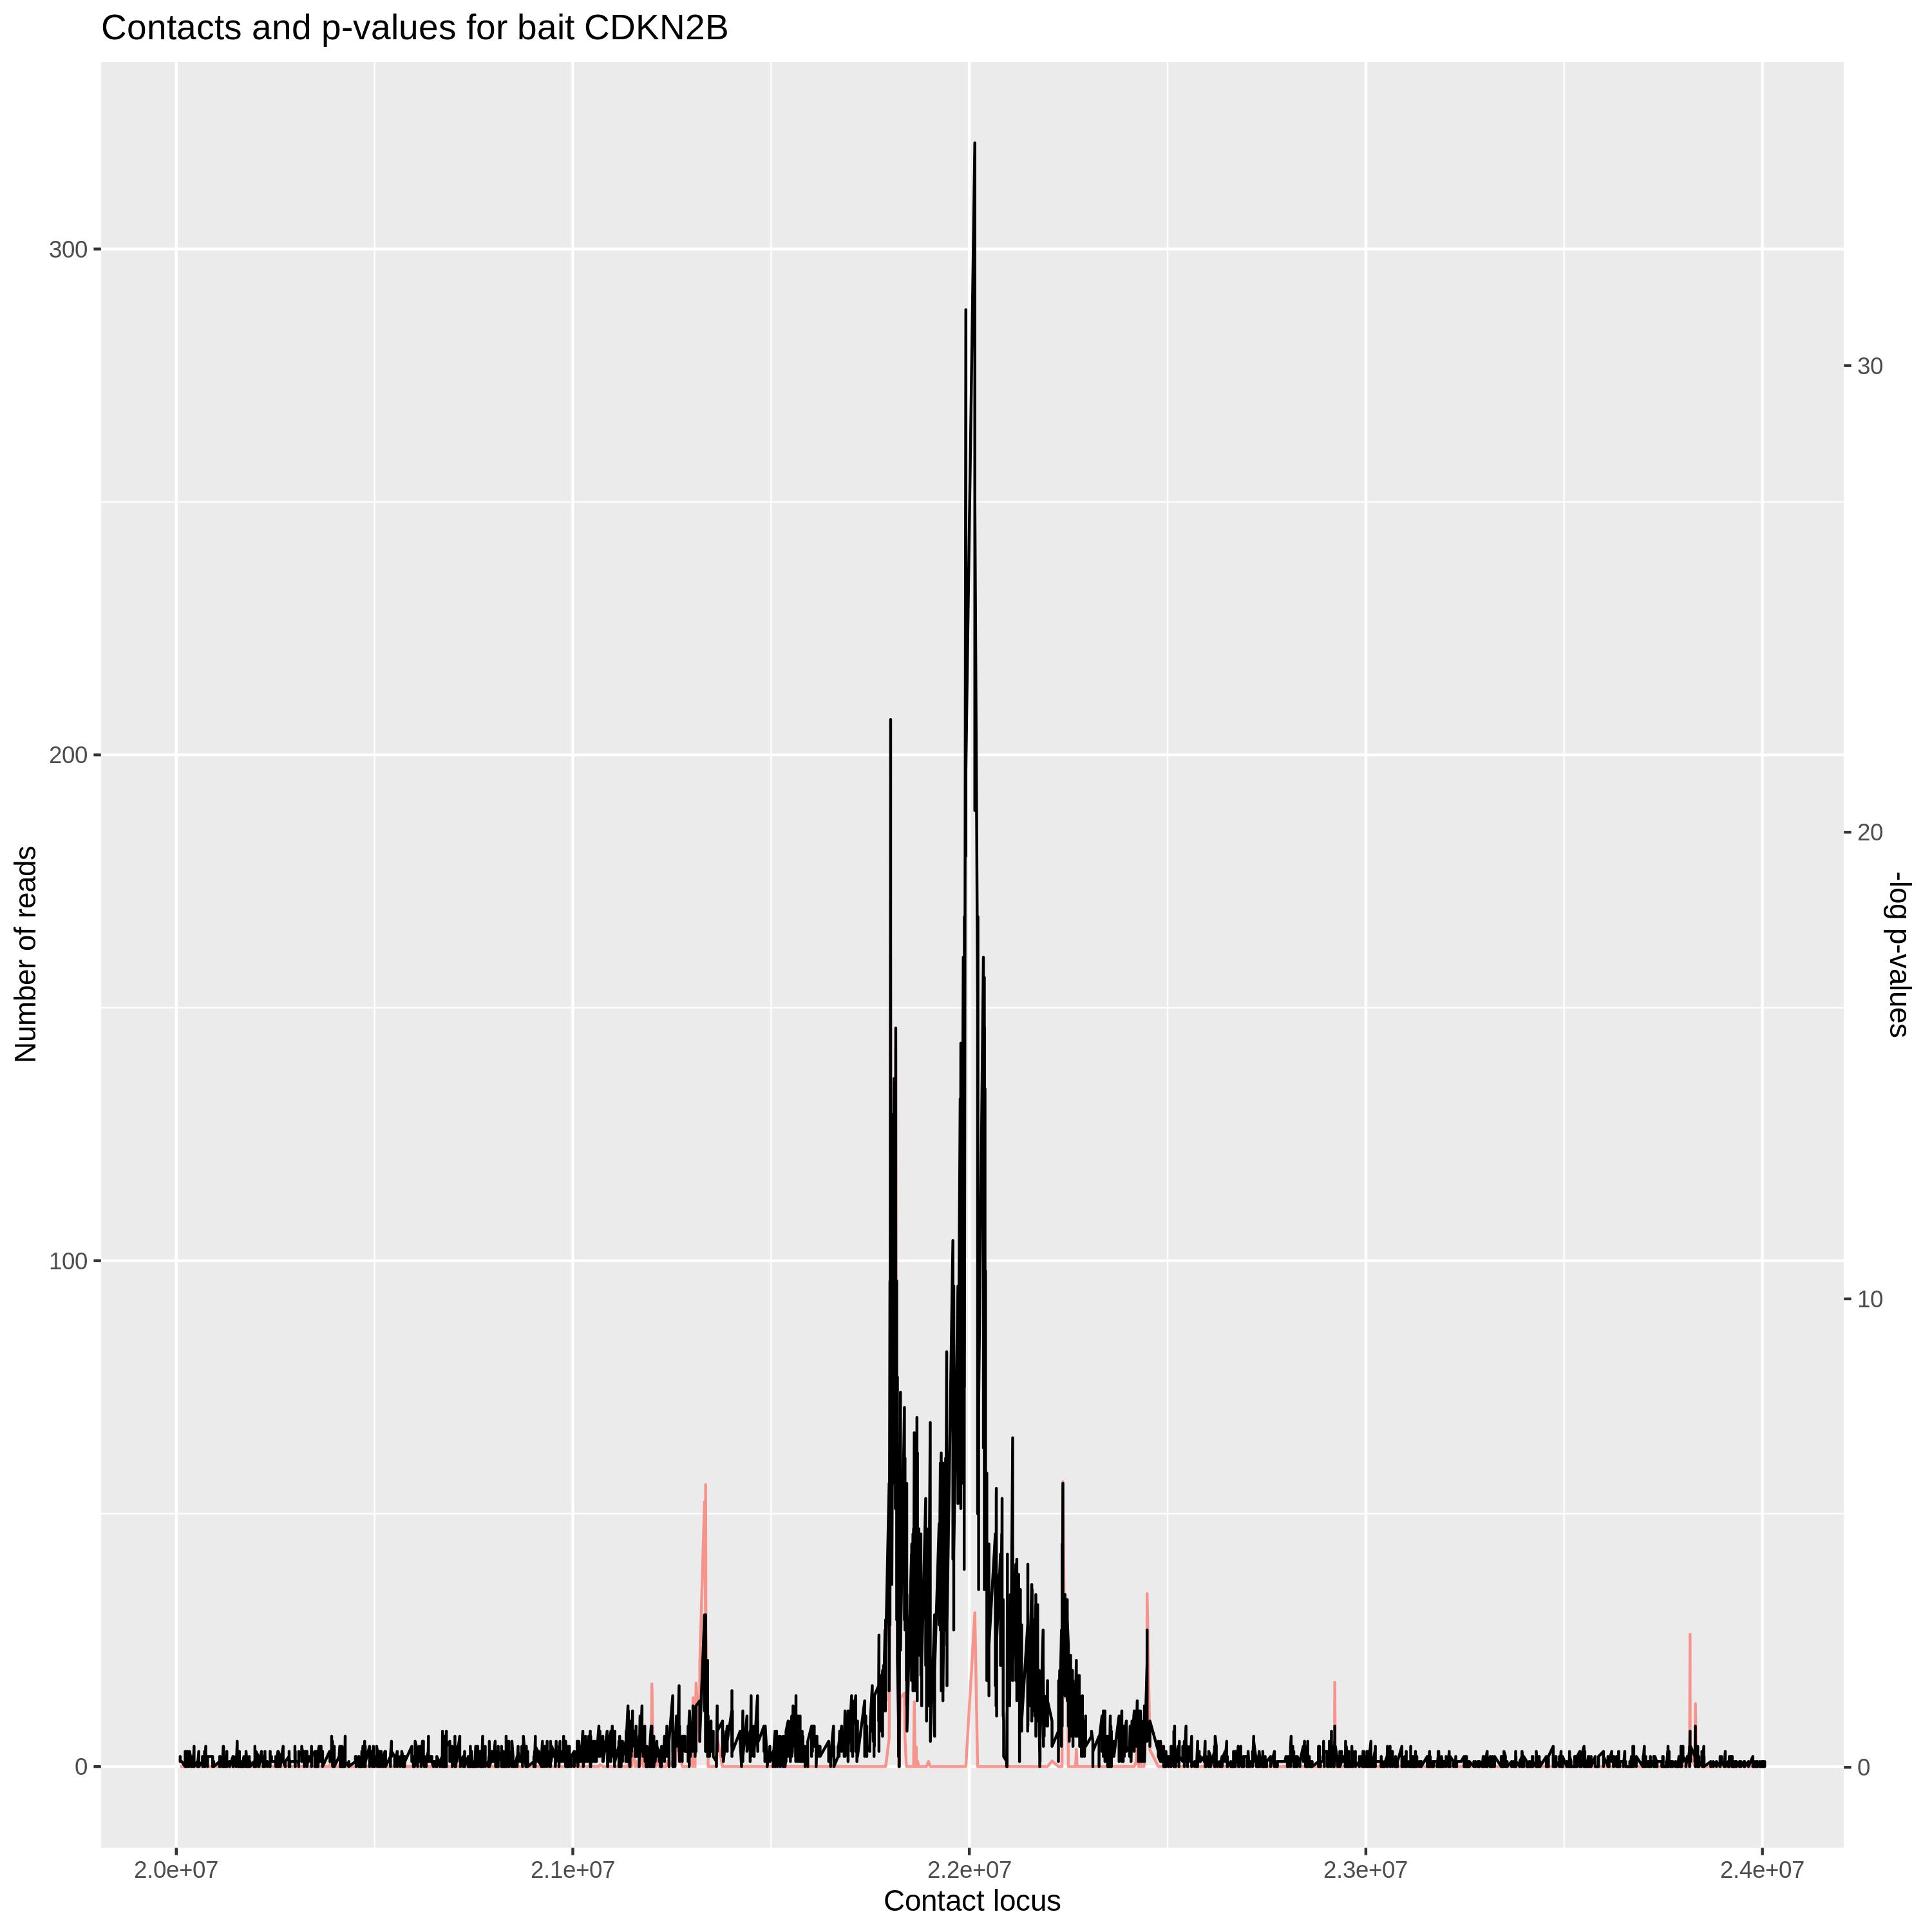 Contacts and p-values for bait CDKN2B
Number of reads
300
200
100
0
30
20
10
0
-log p-values
2.0e+07 2.1e+07 2.2e+07 2.3e+07 2.4e+07
Contact locus